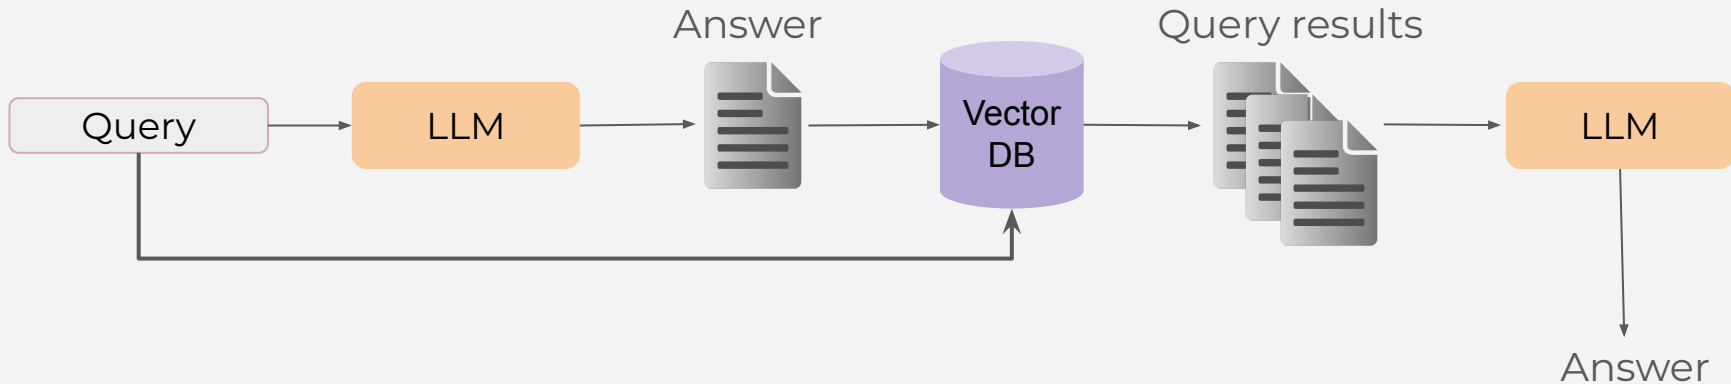 Answer
Query results
Query
LLM
Vector
DB
LLM
Answer